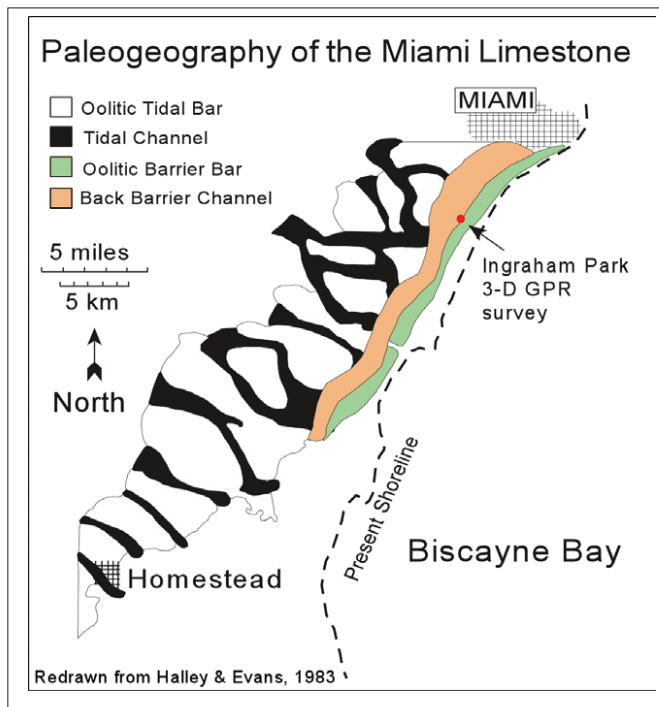 Paleogeography of the Miami Limestone
MIAMI
Oolitic Tidal Bar
Tidal Channel
Oolitic Barrier Bar
Back Barrier Channel
5 miles
5 km
North
Ingraham Park
3-D GPR
survey
Present Shoreline
Biscayne Bay
Homestead
Redrawn from Halley & Evans, 1983